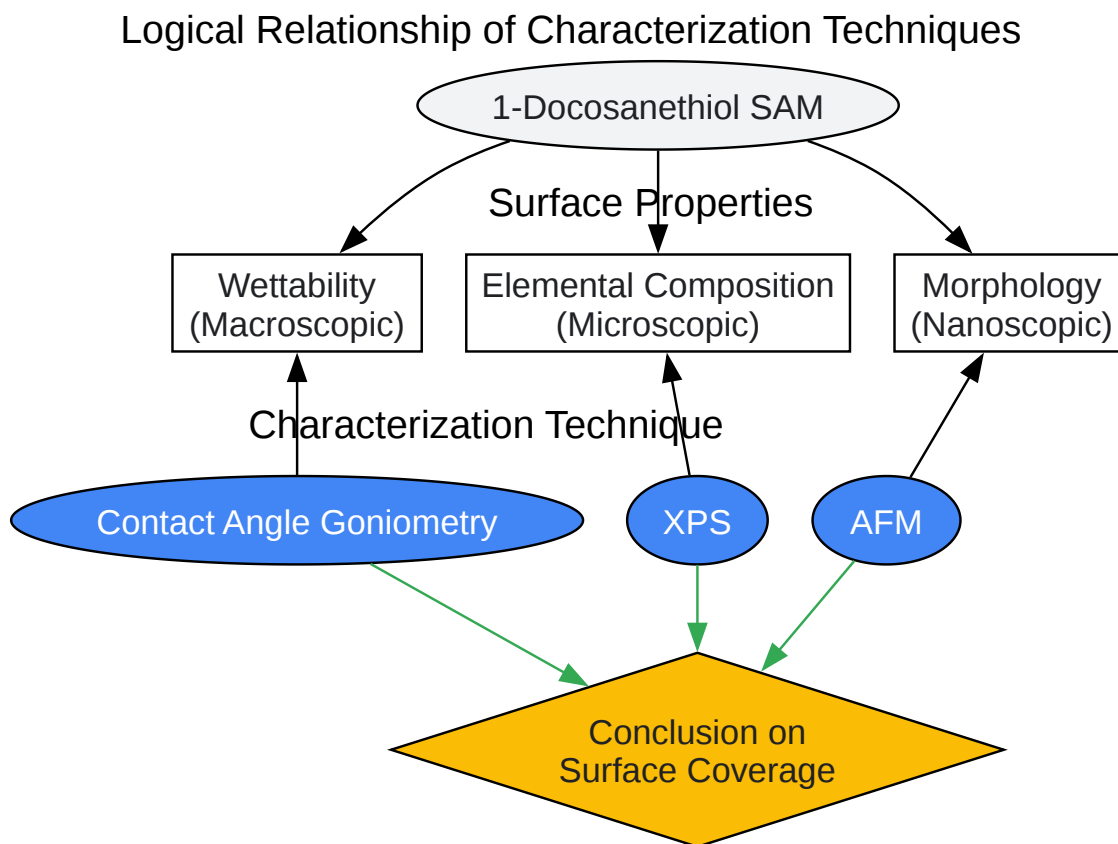 Logical Relationship of Characterization Techniques
1-Docosanethiol SAM
Surface Properties
Wettability
(Macroscopic)
Elemental Composition
(Microscopic)
Morphology
(Nanoscopic)
Characterization Technique
Contact Angle Goniometry
XPS
AFM
Conclusion on
Surface Coverage